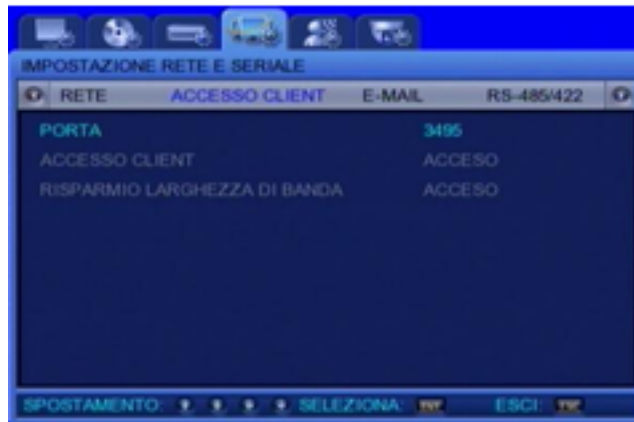 IMPOSTAZIONE RETE E SERIALE
RETE ACCESSO CLIENT E-MAIL RS-485/422
PORTA 3495
ACCESSO CLIENT ACCESO
RISPARMIO LARGHEZZA DI BANDA ACCESO
SPOSTAMENTO: SELEZIONA: ESCI: